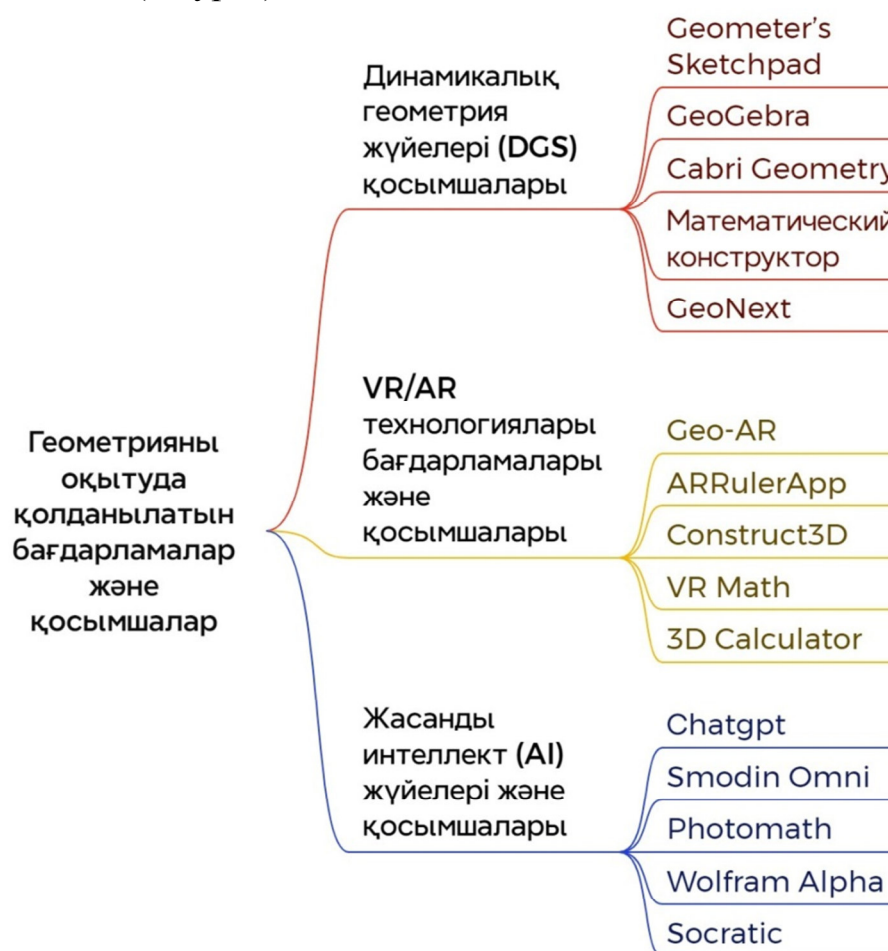 Геометрияны
оқытуда
қолданылатын
бағдарламалар
және
қосымшалар
Динамикалық
геометрия
жүйелері (DGS)
қосымшалары
Geometer’s
Sketchpad
GeoGebra
Cabri Geometry
Математический
конструктор
GeoNext
VR/AR
технологиялары
бағдарламалары
және
қосымшалары
Geo-AR
ARRulerApp
Construct3D
VR Math
3D Calculator
Жасанды
интеллект (AI)
жүйелері және
қосымшалары
Chatgpt
Smodin Omni
Photomath
Wolfram Alpha
Socratic